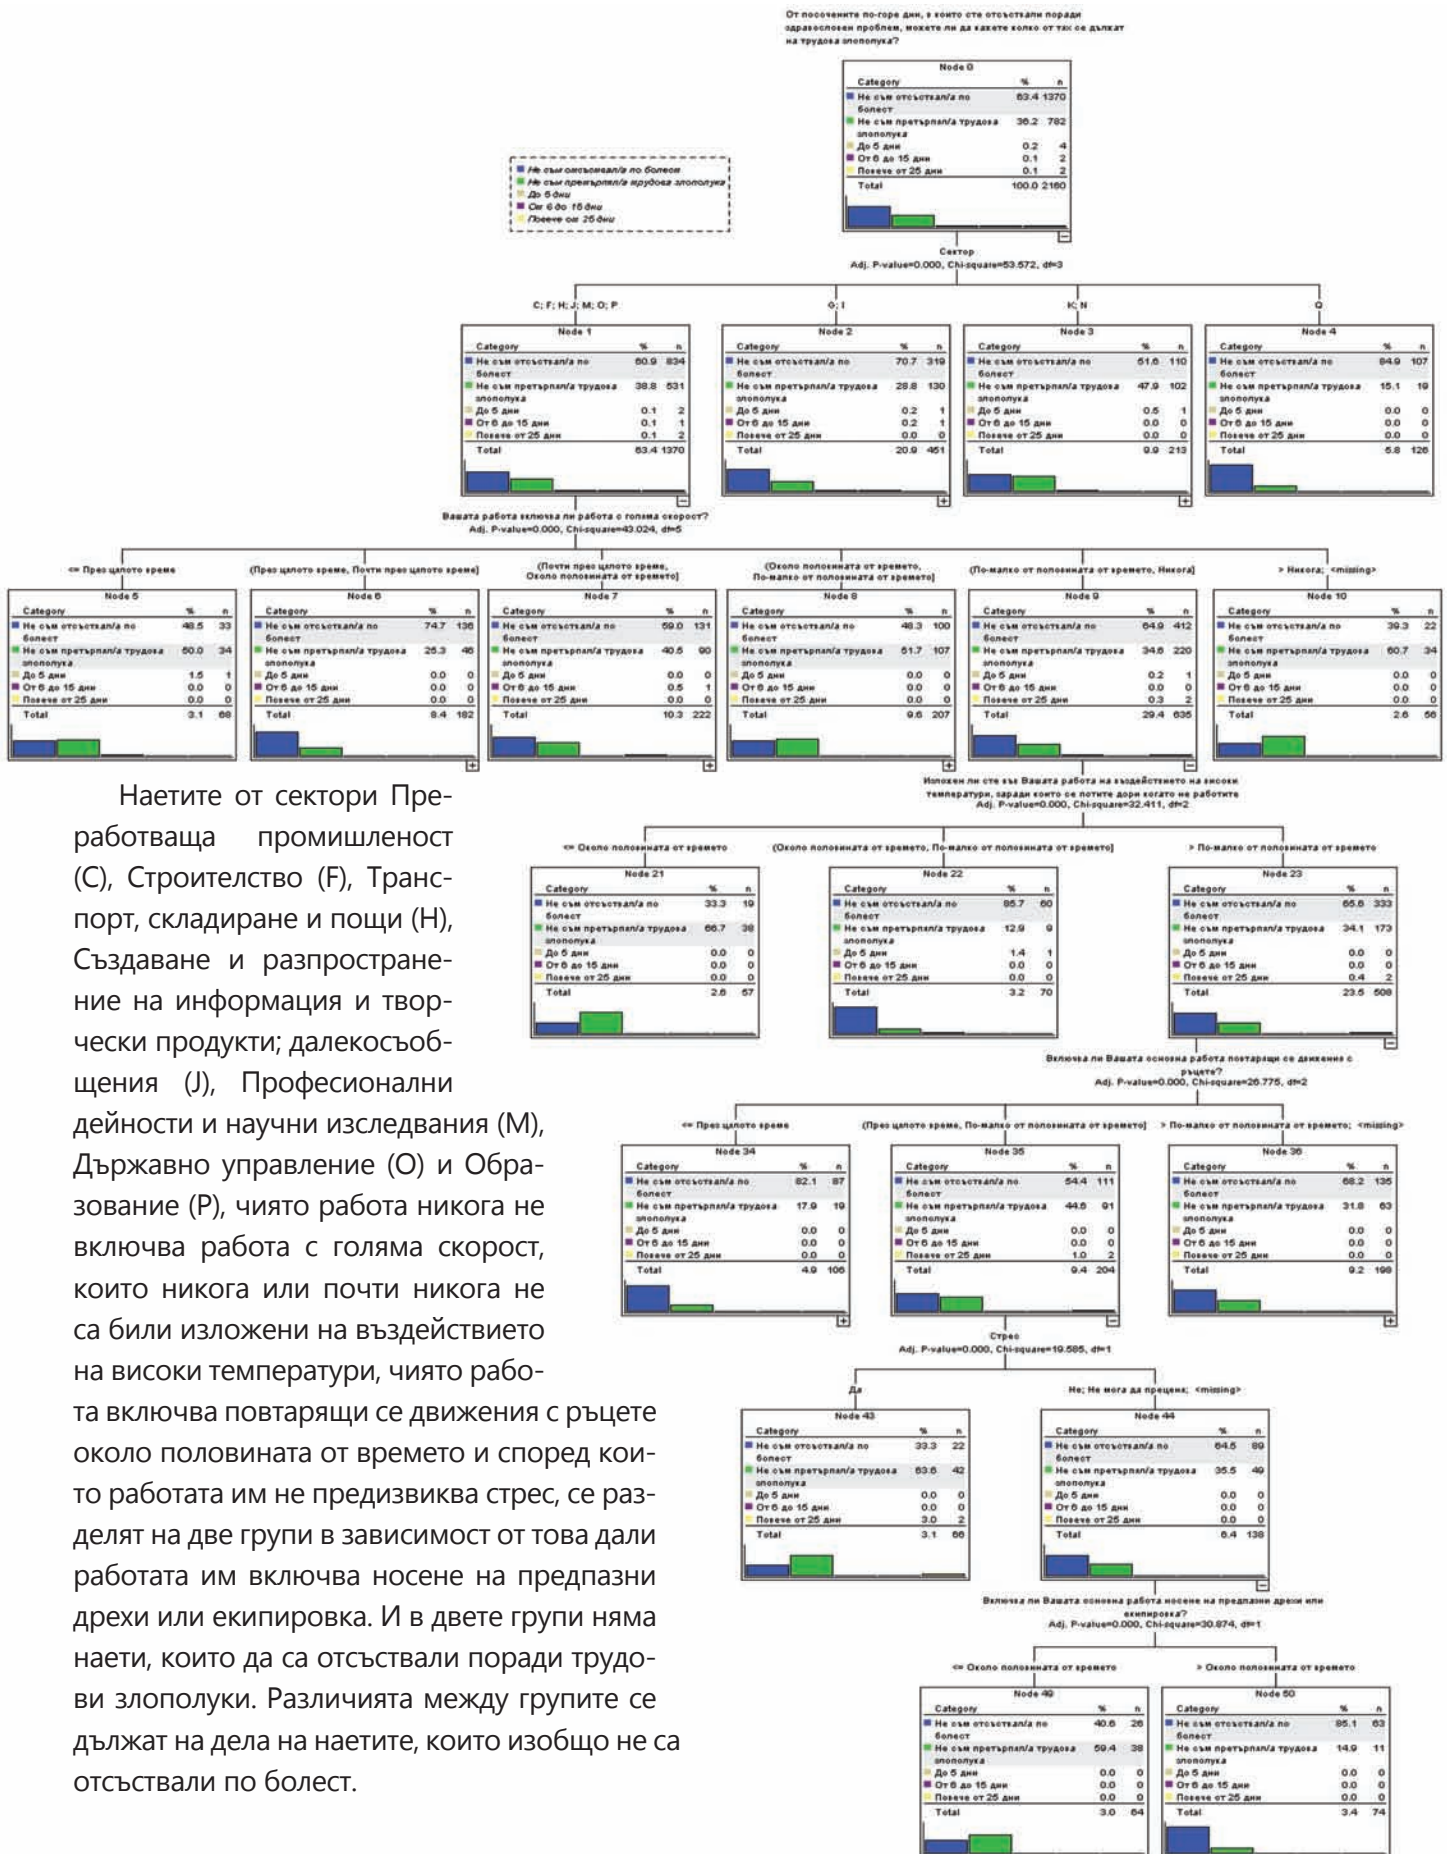 От посочените по-горе дни, в които сте отсъствали поради
здравословен проблем, можете ли да кажете колко от тях се дължат
на трудова злополука?
Node 0
Category % n
Не съм отсъствал/а по 63.4 1370
болест
Не съм претърпял/а трудова 36.2 782
злополука
До 5 дни 0.2 4
От 6 до 15 дни 0.1 2
Повече от 25 дни 0.1 2
Total 100.0 2160
Не съм отсъствал/а по болест
Не съм претърпял/а трудова злополука
До 5 дни
От 6 до 15 дни
Повече от 25 дни
Сектор
Adj. P-value=0.000, Chi-square=53.572, df=3
C; F; H; J; M; O; P
G; I
K; N
Q
Node 1
Category % n
Не съм отсъствал/а по 60.9 834
болест
Не съм претърпял/а трудова 38.8 531
злополука
До 5 дни 0.1 2
От 6 до 15 дни 0.1 1
Повече от 25 дни 0.1 2
Total 63.4 1370
Node 2
Category % n
Не съм отсъствал/а по 70.7 319
болест
Не съм претърпял/а трудова 28.8 130
злополука
До 5 дни 0.2 1
От 6 до 15 дни 0.2 1
Повече от 25 дни 0.0 0
Total 20.9 451
Node 3
Category % n
Не съм отсъствал/а по 51.6 110
болест
Не съм претърпял/а трудова 47.9 102
злополука
До 5 дни 0.5 1
От 6 до 15 дни 0.0 0
Повече от 25 дни 0.0 0
Total 9.9 213
Node 4
Category % n
Не съм отсъствал/а по 84.9 107
болест
Не съм претърпял/а трудова 15.1 19
злополука
До 5 дни 0.0 0
От 6 до 15 дни 0.0 0
Повече от 25 дни 0.0 0
Total 5.8 126
Вашата работа включва ли работа с голяма скорост?
Adj. P-value=0.000, Chi-square=43.024, df=5
<= През цялото време
(През цялото време, Почти през цялото време]
(Почти през цялото време,
Около половината от времето]
(Около половината от времето,
По-малко от половината от времето]
(По-малко от половината от времето, Никога]
> Никога; <missing>
Node 5
Category % n
Не съм отсъствал/а по 48.5 33
болест
Не съм претърпял/а трудова 50.0 34
злополука
До 5 дни 1.5 1
От 6 до 15 дни 0.0 0
Повече от 25 дни 0.0 0
Total 3.1 68
Node 6
Category % n
Не съм отсъствал/а по 74.7 136
болест
Не съм претърпял/а трудова 25.3 46
злополука
До 5 дни 0.0 0
От 6 до 15 дни 0.0 0
Повече от 25 дни 0.0 0
Total 8.4 182
Node 7
Category % n
Не съм отсъствал/а по 59.0 131
болест
Не съм претърпял/а трудова 40.5 90
злополука
До 5 дни 0.0 0
От 6 до 15 дни 0.5 1
Повече от 25 дни 0.0 0
Total 10.3 222
Node 8
Category % n
Не съм отсъствал/а по 48.3 100
болест
Не съм претърпял/а трудова 51.7 107
злополука
До 5 дни 0.0 0
От 6 до 15 дни 0.0 0
Повече от 25 дни 0.0 0
Total 9.6 207
Node 9
Category % n
Не съм отсъствал/а по 64.9 412
болест
Не съм претърпял/а трудова 34.6 220
злополука
До 5 дни 0.2 1
От 6 до 15 дни 0.0 0
Повече от 25 дни 0.3 2
Total 29.4 635
Node 10
Category % n
Не съм отсъствал/а по 39.3 22
болест
Не съм претърпял/а трудова 60.7 34
злополука
До 5 дни 0.0 0
От 6 до 15 дни 0.0 0
Повече от 25 дни 0.0 0
Total 2.6 56
Изложен ли сте във Вашата работа на въздействието на високи
температури, заради които се потите дори когато не работите
Adj. P-value=0.000, Chi-square=32.411, df=2
<= Около половината от времето
(Около половината от времето, По-малко от половината от времето]
> По-малко от половината от времето
Node 21
Category % n
Не съм отсъствал/а по 33.3 19
болест
Не съм претърпял/а трудова 66.7 38
злополука
До 5 дни 0.0 0
От 6 до 15 дни 0.0 0
Повече от 25 дни 0.0 0
Total 2.6 57
Node 22
Category % n
Не съм отсъствал/а по 85.7 60
болест
Не съм претърпял/а трудова 12.9 9
злополука
До 5 дни 1.4 1
От 6 до 15 дни 0.0 0
Повече от 25 дни 0.0 0
Total 3.2 70
Node 23
Category % n
Не съм отсъствал/а по 65.6 333
болест
Не съм претърпял/а трудова 34.1 173
злополука
До 5 дни 0.0 0
От 6 до 15 дни 0.0 0
Повече от 25 дни 0.4 2
Total 23.5 508
Включва ли Вашата основна работа повтарящи се движения с
ръцете?
Adj. P-value=0.000, Chi-square=26.775, df=2
<= През цялото време
(През цялото време, По-малко от половината от времето]
> По-малко от половината от времето; <missing>
Node 34
Category % n
Не съм отсъствал/а по 82.1 87
болест
Не съм претърпял/а трудова 17.9 19
злополука
До 5 дни 0.0 0
От 6 до 15 дни 0.0 0
Повече от 25 дни 0.0 0
Total 4.9 106
Node 35
Category % n
Не съм отсъствал/а по 54.4 111
болест
Не съм претърпял/а трудова 44.6 91
злополука
До 5 дни 0.0 0
От 6 до 15 дни 0.0 0
Повече от 25 дни 1.0 2
Total 9.4 204
Node 36
Category % n
Не съм отсъствал/а по 68.2 135
болест
Не съм претърпял/а трудова 31.8 63
злополука
До 5 дни 0.0 0
От 6 до 15 дни 0.0 0
Повече от 25 дни 0.0 0
Total 9.2 198
Стрес
Adj. P-value=0.000, Chi-square=19.585, df=1
Да
Не; Не мога да преценя; <missing>
Node 43
Category % n
Не съм отсъствал/а по 33.3 22
болест
Не съм претърпял/а трудова 63.6 42
злополука
До 5 дни 0.0 0
От 6 до 15 дни 0.0 0
Повече от 25 дни 3.0 2
Total 3.1 66
Node 44
Category % n
Не съм отсъствал/а по 64.5 89
болест
Не съм претърпял/а трудова 35.5 49
злополука
До 5 дни 0.0 0
От 6 до 15 дни 0.0 0
Повече от 25 дни 0.0 0
Total 6.4 138
Включва ли Вашата основна работа носене на предпазни дрехи или
екипировка?
Adj. P-value=0.000, Chi-square=30.874, df=1
<= Около половината от времето
> Около половината от времето
Node 49
Category % n
Не съм отсъствал/а по 40.6 26
болест
Не съм претърпял/а трудова 59.4 38
злополука
До 5 дни 0.0 0
От 6 до 15 дни 0.0 0
Повече от 25 дни 0.0 0
Total 3.0 64
Node 50
Category % n
Не съм отсъствал/а по 85.1 63
болест
Не съм претърпял/а трудова 14.9 11
злополука
До 5 дни 0.0 0
От 6 до 15 дни 0.0 0
Повече от 25 дни 0.0 0
Total 3.4 74
Наетите от сектори Пре-
работваща промишленост
(C), Строителство (F), Транс-
порт, складиране и пощи (H),
Създаване и разпростране-
ние на информация и твор-
чески продукти; далекосъоб-
щения (J), Професионални
дейности и научни изследвания (M),
Държавно управление (O) и Обра-
зование (P), чиято работа никога не
включва работа с голяма скорост,
които никога или почти никога не
са били изложени на въздействието
на високи температури, чиято рабо-
та включва повтарящи се движения с ръцете
около половината от времето и според кои-
то работата им не предизвиква стрес, се раз-
делят на две групи в зависимост от това дали
работата им включва носене на предпазни
дрехи или екипировка. И в двете групи няма
наети, които да са отсъствали поради трудо-
ви злополуки. Различията между групите се
дължат на дела на наетите, които изобщо не са
отсъствали по болест.